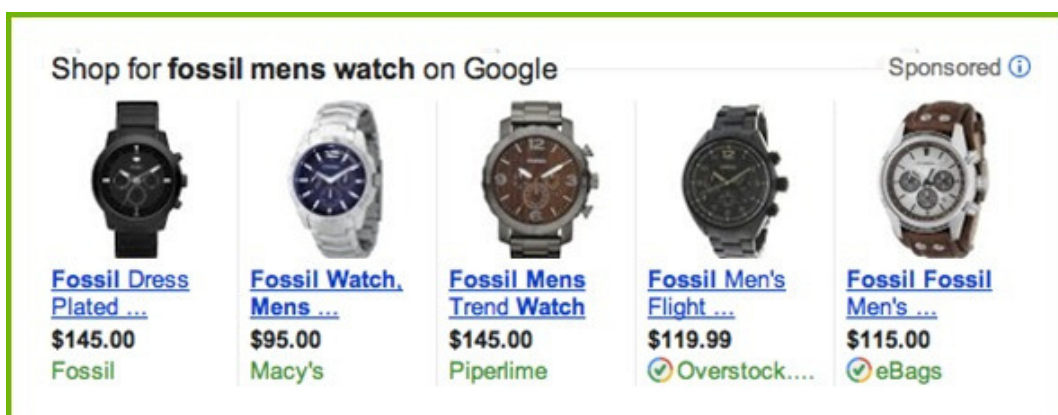 Shop for fossil mens watch on Google
Sponsored
Fossil Dress
Plated ...
$145.00
Fossil
Fossil Watch,
Mens ...
$95.00
Macy's
Fossil Mens
Trend Watch
$145.00
Piperlime
Fossil Men's
Flight ...
$119.99
Overstock....
Fossil Fossil
Men's ...
$115.00
eBags